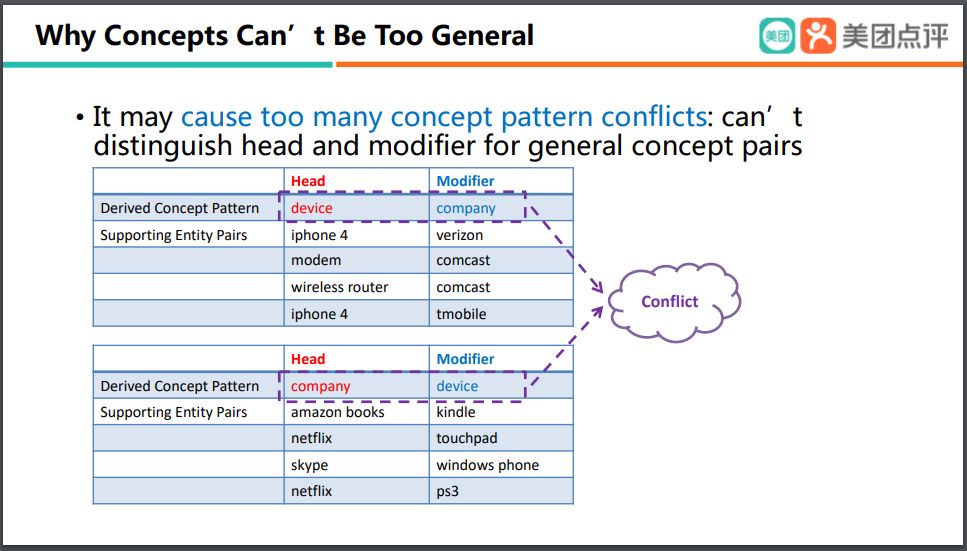 Why Concepts Can’t Be Too General
美团
美团点评
• It may cause too many concept pattern conflicts: can’t
distinguish head and modifier for general concept pairs
Head Modifier
Derived Concept Pattern device company
Supporting Entity Pairs iphone 4 verizon
modem comcast
wireless router comcast
iphone 4 tmobile
Conflict
Head Modifier
Derived Concept Pattern company device
Supporting Entity Pairs amazon books kindle
netflix touchpad
skype windows phone
netflix ps3